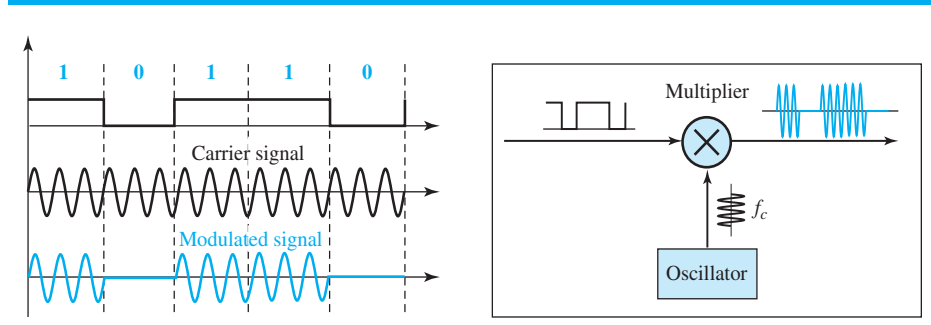 1 0 1 1 0
Carrier signal
Modulated signal
Multiplier
f_c
Oscillator